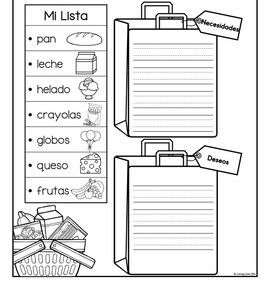 Mi Lista
• pan
• leche
• helado
• crayolas
• globos
• queso
• frutas
Necesidades
Deseos